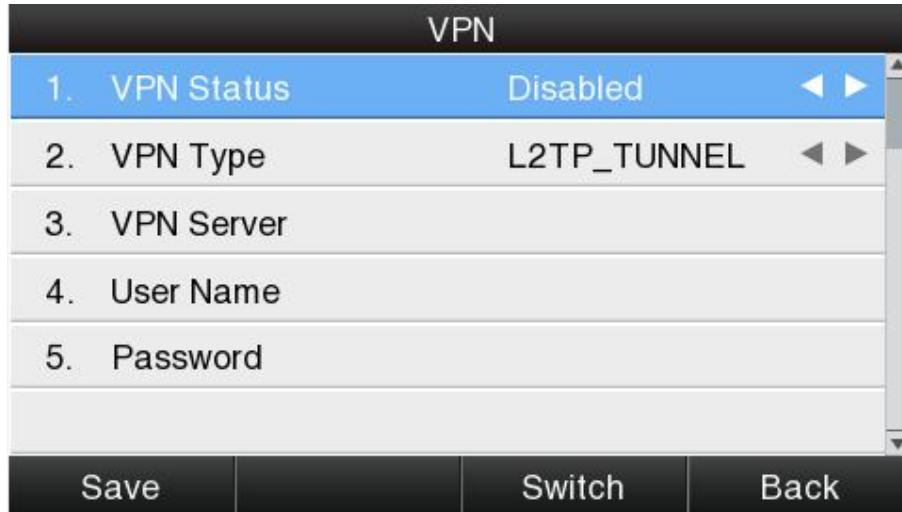 VPN
1. VPN Status Disabled
2. VPN Type L2TP_TUNNEL
3. VPN Server
4. User Name
5. Password
Save Switch Back